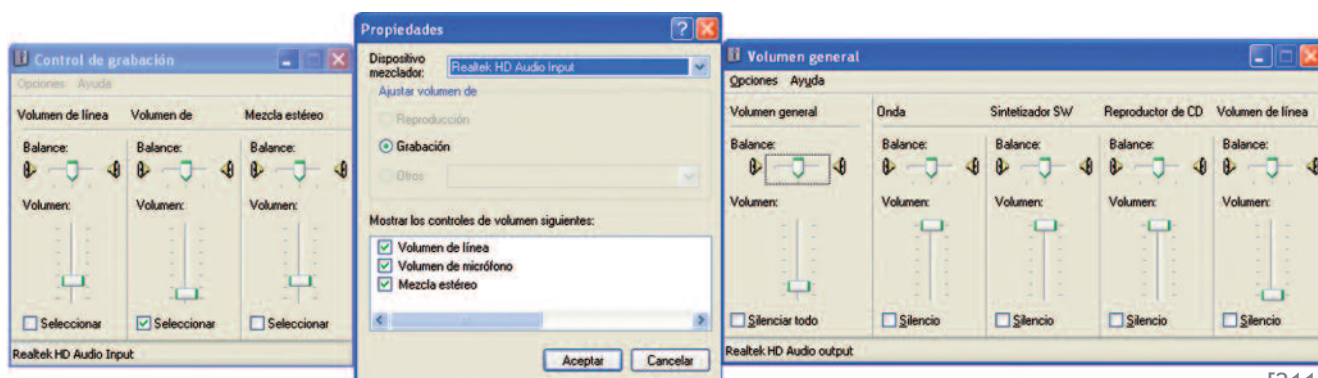 Control de grabación
Opciones Ayuda
Volumen de línea Volumen de Mezcla estéreo
Balance: Balance: Balance:
Volumen: Volumen: Volumen:
Seleccionar Seleccionar Seleccionar
Realtek HD Audio Input
Propiedades
Dispositivo
mezclador: Realtek HD Audio Input
Ajustar volumen de
Reproducción
Grabación
Otros
Mostrar los controles de volumen siguientes:
Volumen de línea
Volumen de micrófono
Mezcla estéreo
Aceptar Cancelar
Volumen general
Opciones Ayuda
Volumen general Onda Sintetizador SW Reproductor de CD Volumen de línea
Balance: Balance: Balance: Balance: Balance:
Volumen: Volumen: Volumen: Volumen: Volumen:
Silenciar todo Silencio Silencio Silencio Silencio
Realtek HD Audio output